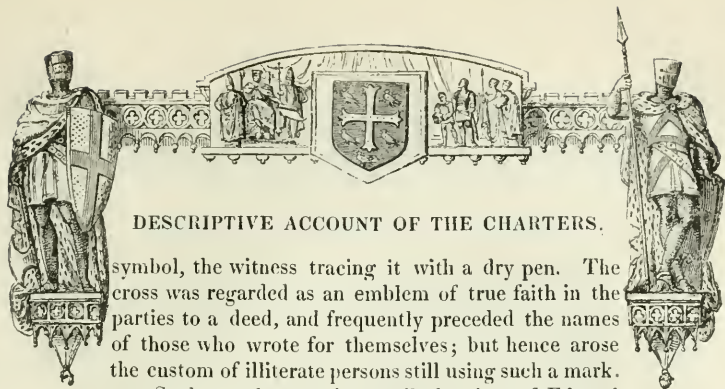 DESCRIPTIVE ACCOUNT OF THE CHARTERS.
symbol, the witness tracing it with a dry pen. The
cross was regarded as an emblem of true faith in the
parties to a deed, and frequently preceded the names
of those who wrote for themselves; but hence arose
the custom of illiterate persons still using such a mark.